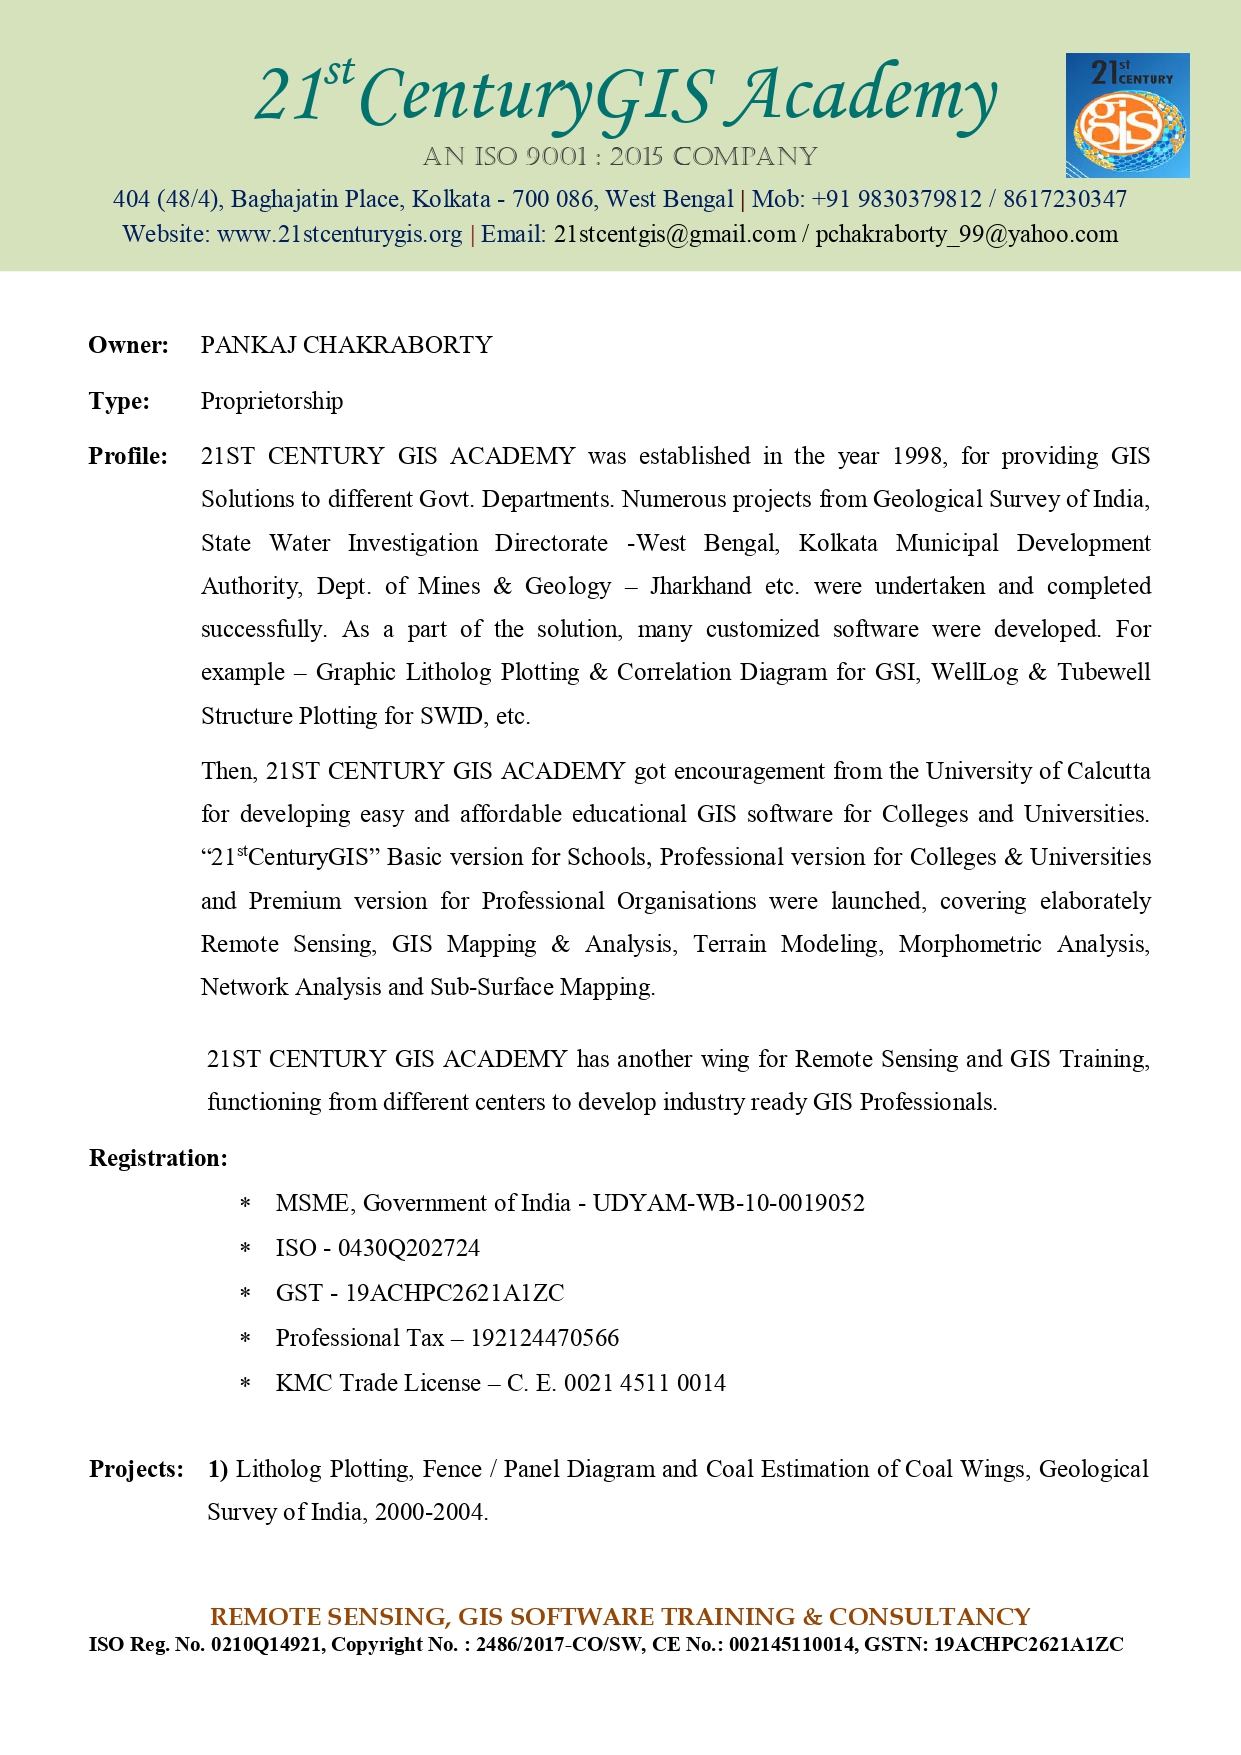 21stCenturyGIS Academy
AN ISO 9001 : 2015 COMPANY
21st
CENTURY
gis
404 (48/4), Baghajatin Place, Kolkata - 700 086, West Bengal | Mob: +91 9830379812 / 8617230347
Website: www.21stcenturygis.org | Email: 21stcentgis@gmail.com / pchakraborty_99@yahoo.com
Owner: PANKAJ CHAKRABORTY
Type: Proprietorship
Profile: 21ST CENTURY GIS ACADEMY was established in the year 1998, for providing GIS
Solutions to different Govt. Departments. Numerous projects from Geological Survey of India,
State Water Investigation Directorate -West Bengal, Kolkata Municipal Development
Authority, Dept. of Mines & Geology – Jharkhand etc. were undertaken and completed
successfully. As a part of the solution, many customized software were developed. For
example – Graphic Litholog Plotting & Correlation Diagram for GSI, WellLog & Tubewell
Structure Plotting for SWID, etc.
Then, 21ST CENTURY GIS ACADEMY got encouragement from the University of Calcutta
for developing easy and affordable educational GIS software for Colleges and Universities.
“21stCenturyGIS” Basic version for Schools, Professional version for Colleges & Universities
and Premium version for Professional Organisations were launched, covering elaborately
Remote Sensing, GIS Mapping & Analysis, Terrain Modeling, Morphometric Analysis,
Network Analysis and Sub-Surface Mapping.
21ST CENTURY GIS ACADEMY has another wing for Remote Sensing and GIS Training,
functioning from different centers to develop industry ready GIS Professionals.
Registration:
* MSME, Government of India - UDYAM-WB-10-0019052
* ISO - 0430Q202724
* GST - 19ACHPC2621A1ZC
* Professional Tax – 192124470566
* KMC Trade License – C. E. 0021 4511 0014
Projects: 1) Litholog Plotting, Fence / Panel Diagram and Coal Estimation of Coal Wings, Geological
Survey of India, 2000-2004.
REMOTE SENSING, GIS SOFTWARE TRAINING & CONSULTANCY
ISO Reg. No. 0210Q14921, Copyright No. : 2486/2017-CO/SW, CE No.: 002145110014, GSTN: 19ACHPC2621A1ZC